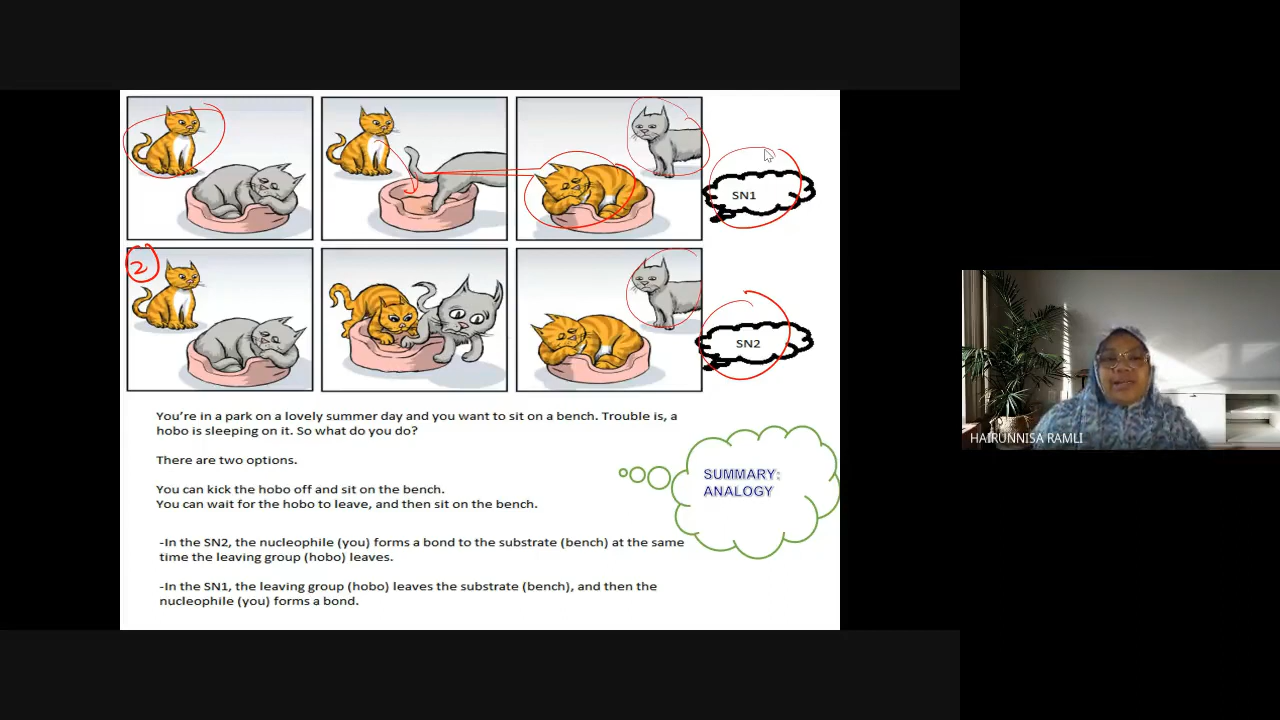 SN1
2
SN2
You're in a park on a lovely summer day and you want to sit on a bench. Trouble is, a
hobo is sleeping on it. So what do you do?
There are two options.
You can kick the hobo off and sit on the bench.
You can wait for the hobo to leave, and then sit on the bench.
-In the SN2, the nucleophile (you) forms a bond to the substrate (bench) at the same
time the leaving group (hobo) leaves.
-In the SN1, the leaving group (hobo) leaves the substrate (bench), and then the
nucleophile (you) forms a bond.
SUMMARY:
ANALOGY
HAIRUNNISA RAMLI